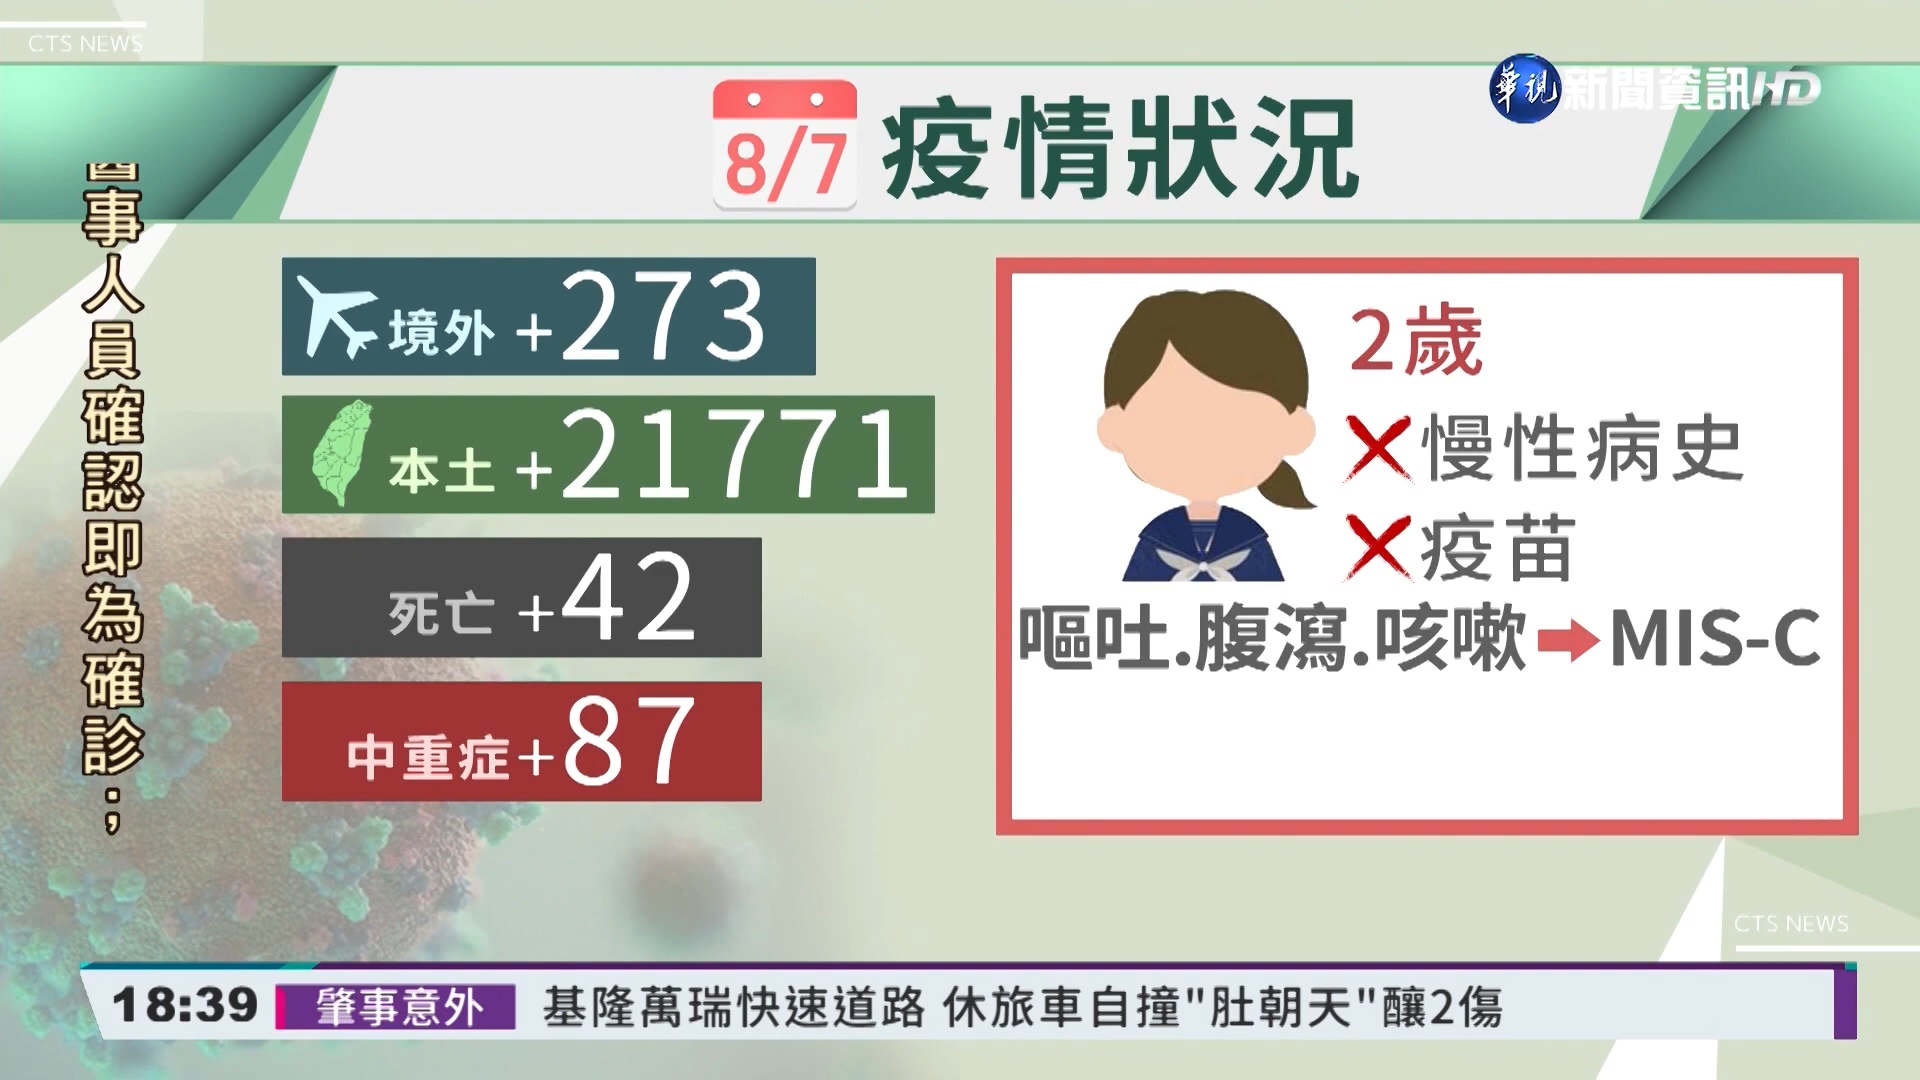 CTS NEWS
8/7 疫情狀況
華視 新聞資訊HD
醫事人員確認即為確診；
境外 +273
本土 +21771
死亡 +42
中重症+87
2歲
慢性病史
疫苗
嘔吐.腹瀉.咳嗽 MIS-C
CTS NEWS
18:39 肇事意外 基隆萬瑞快速道路 休旅車自撞"肚朝天"釀2傷